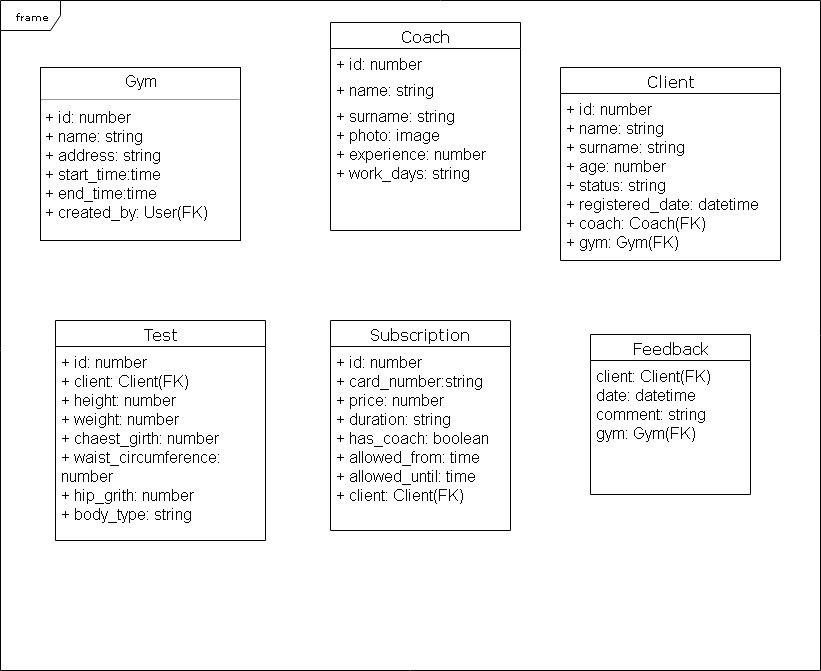 frame
Gym
+ id: number
+ name: string
+ address: string
+ start_time:time
+ end_time:time
+ created_by: User(FK)
Coach
+ id: number
+ name: string
+ surname: string
+ photo: image
+ experience: number
+ work_days: string
Client
+ id: number
+ name: string
+ surname: string
+ age: number
+ status: string
+ registered_date: datetime
+ coach: Coach(FK)
+ gym: Gym(FK)
Test
+ id: number
+ client: Client(FK)
+ height: number
+ weight: number
+ chaest_girth: number
+ waist_circumference:
number
+ hip_grith: number
+ body_type: string
Subscription
+ id: number
+ card_number:string
+ price: number
+ duration: string
+ has_coach: boolean
+ allowed_from: time
+ allowed_until: time
+ client: Client(FK)
Feedback
client: Client(FK)
date: datetime
comment: string
gym: Gym(FK)